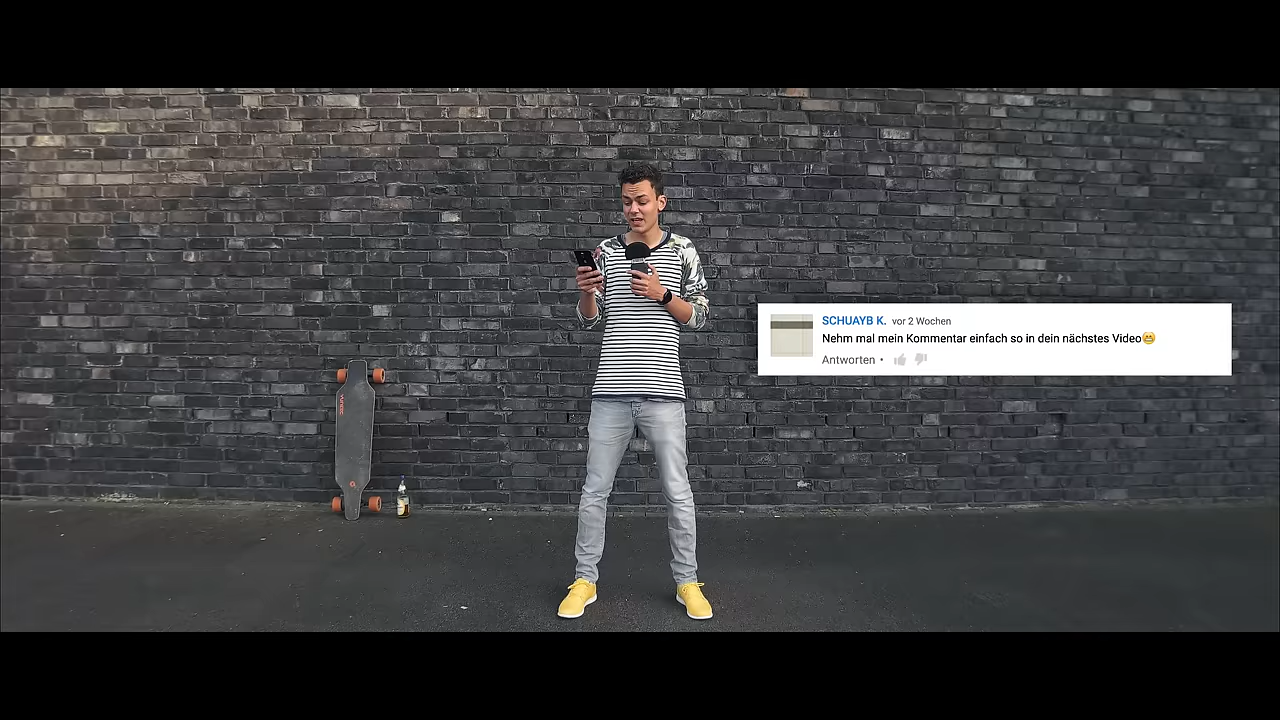 SCHUAYB K. vor 2 Wochen
Nehm mal mein Kommentar einfach so in dein nächstes Video😁
Antworten •